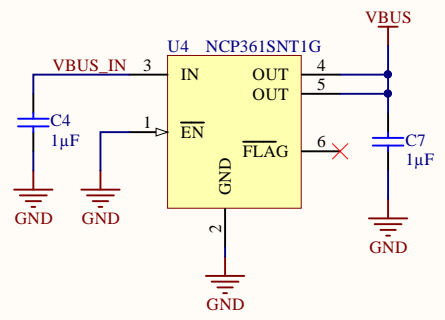 VBUS
U4 NCP361SNT1G
VBUS_IN 3 IN OUT 4
OUT 5
C4
1µF
1 EN
FLAG 6
C7
1µF
GND
2
GND
GND
GND
GND